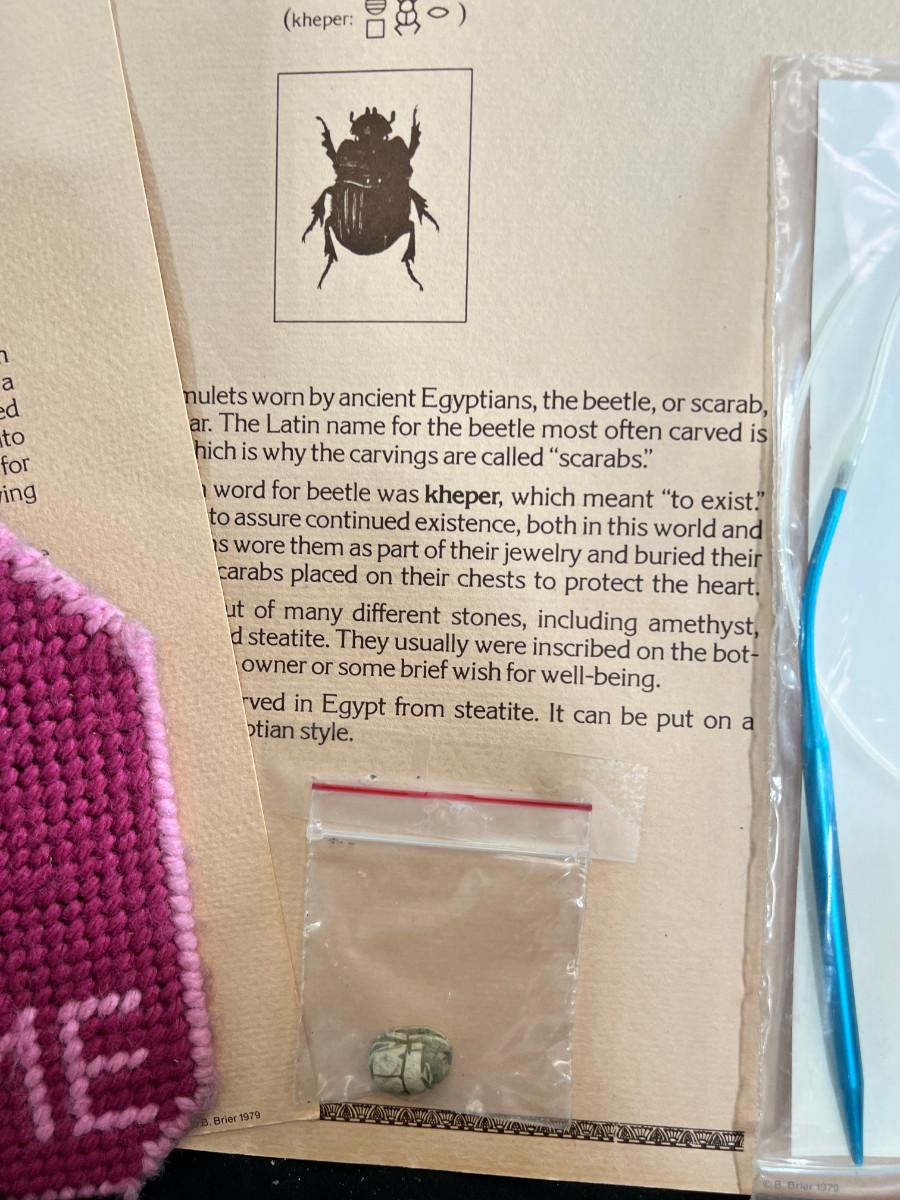 (kheper: )
a
ed
to
for
ing
mulets worn by ancient Egyptians, the beetle, or scarab,
ar. The Latin name for the beetle most often carved is
hich is why the carvings are called “scarabs.”
word for beetle was kheper, which meant “to exist.”
to assure continued existence, both in this world and
s wore them as part of their jewelry and buried their
carabs placed on their chests to protect the heart.
ut of many different stones, including amethyst,
d steatite. They usually were inscribed on the bot-
owner or some brief wish for well-being.
rved in Egypt from steatite. It can be put on a
ptian style.
ME
B. Brier 1979
© B. Brier 1979